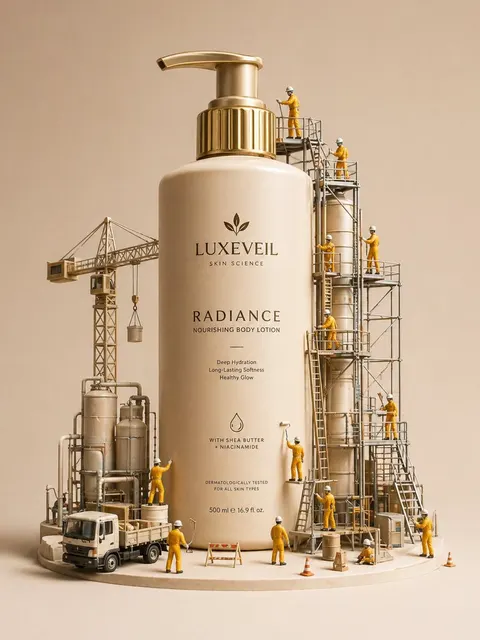 LUXEVEIL
SKIN SCIENCE
RADIANCE
NOURISHING BODY LOTION
Deep Hydration
Long-Lasting Softness
Healthy Glow
WITH SHEA BUTTER
+ NIACINAMIDE
DERMATOLOGICALLY TESTED
FOR ALL SKIN TYPES
500 ml e 16.9 fl. oz.